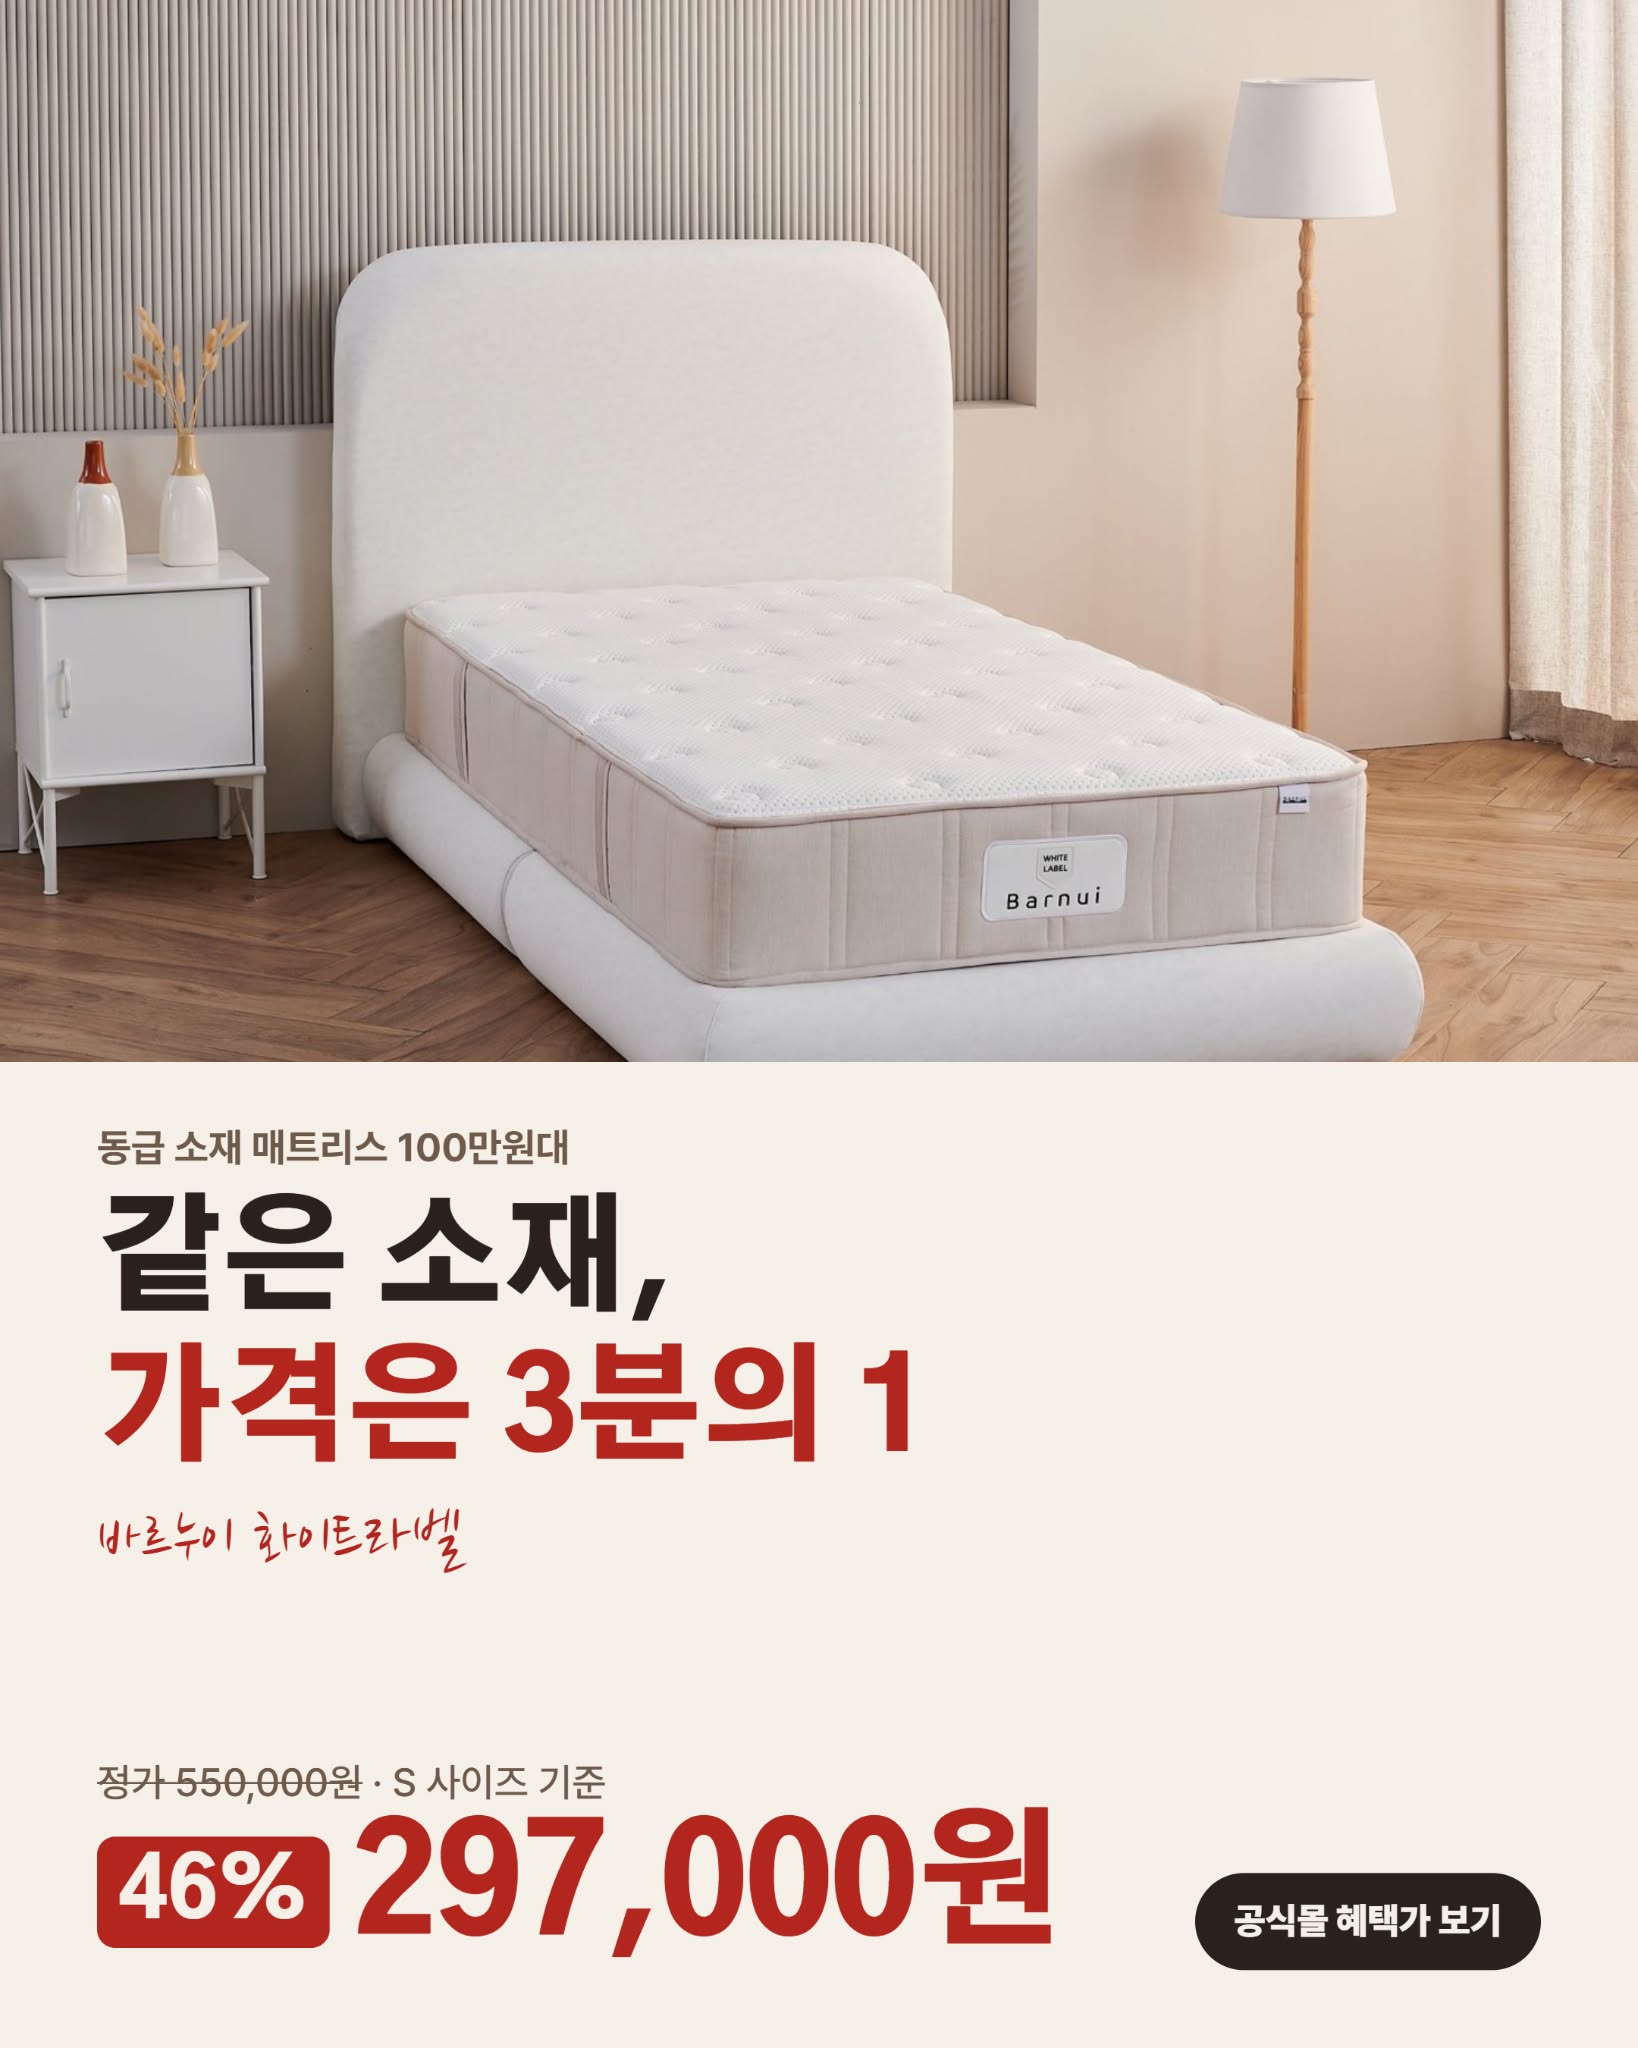 WHITE
LABEL
Barnui
동급 소재 매트리스 100만원대
같은 소재,
가격은 3분의 1
바르누이 화이트라벨
정가 550,000원 · S 사이즈 기준
46% 297,000원
공식몰 혜택가 보기